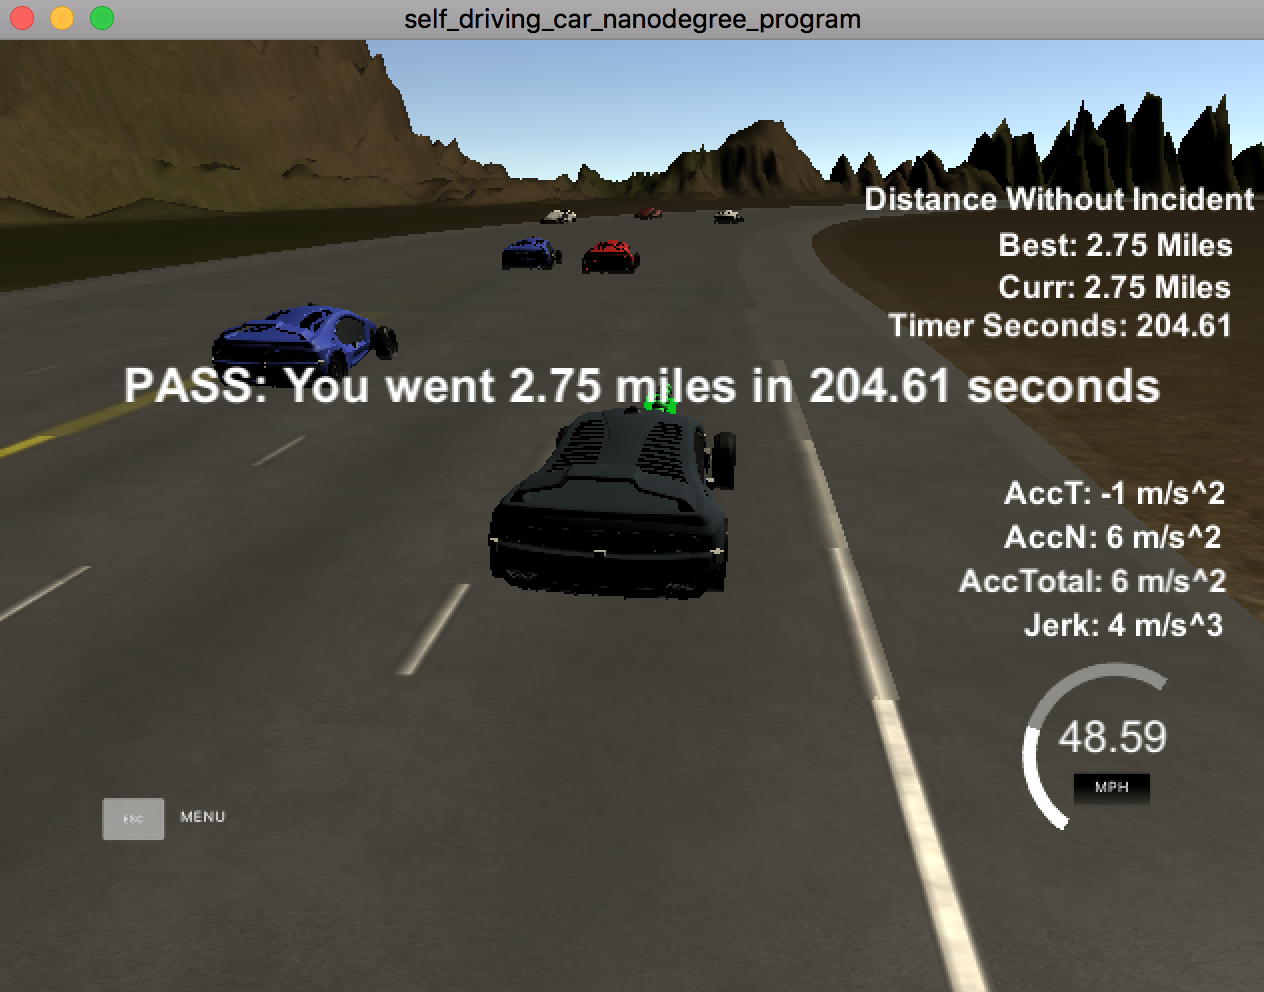 self_driving_car_nanodegree_program
Distance Without Incident
Best: 2.75 Miles
Curr: 2.75 Miles
Timer Seconds: 204.61
PASS: You went 2.75 miles in 204.61 seconds
AccT: -1 m/s^2
AccN: 6 m/s^2
AccTotal: 6 m/s^2
Jerk: 4 m/s^3
48.59
MPH
ESC MENU